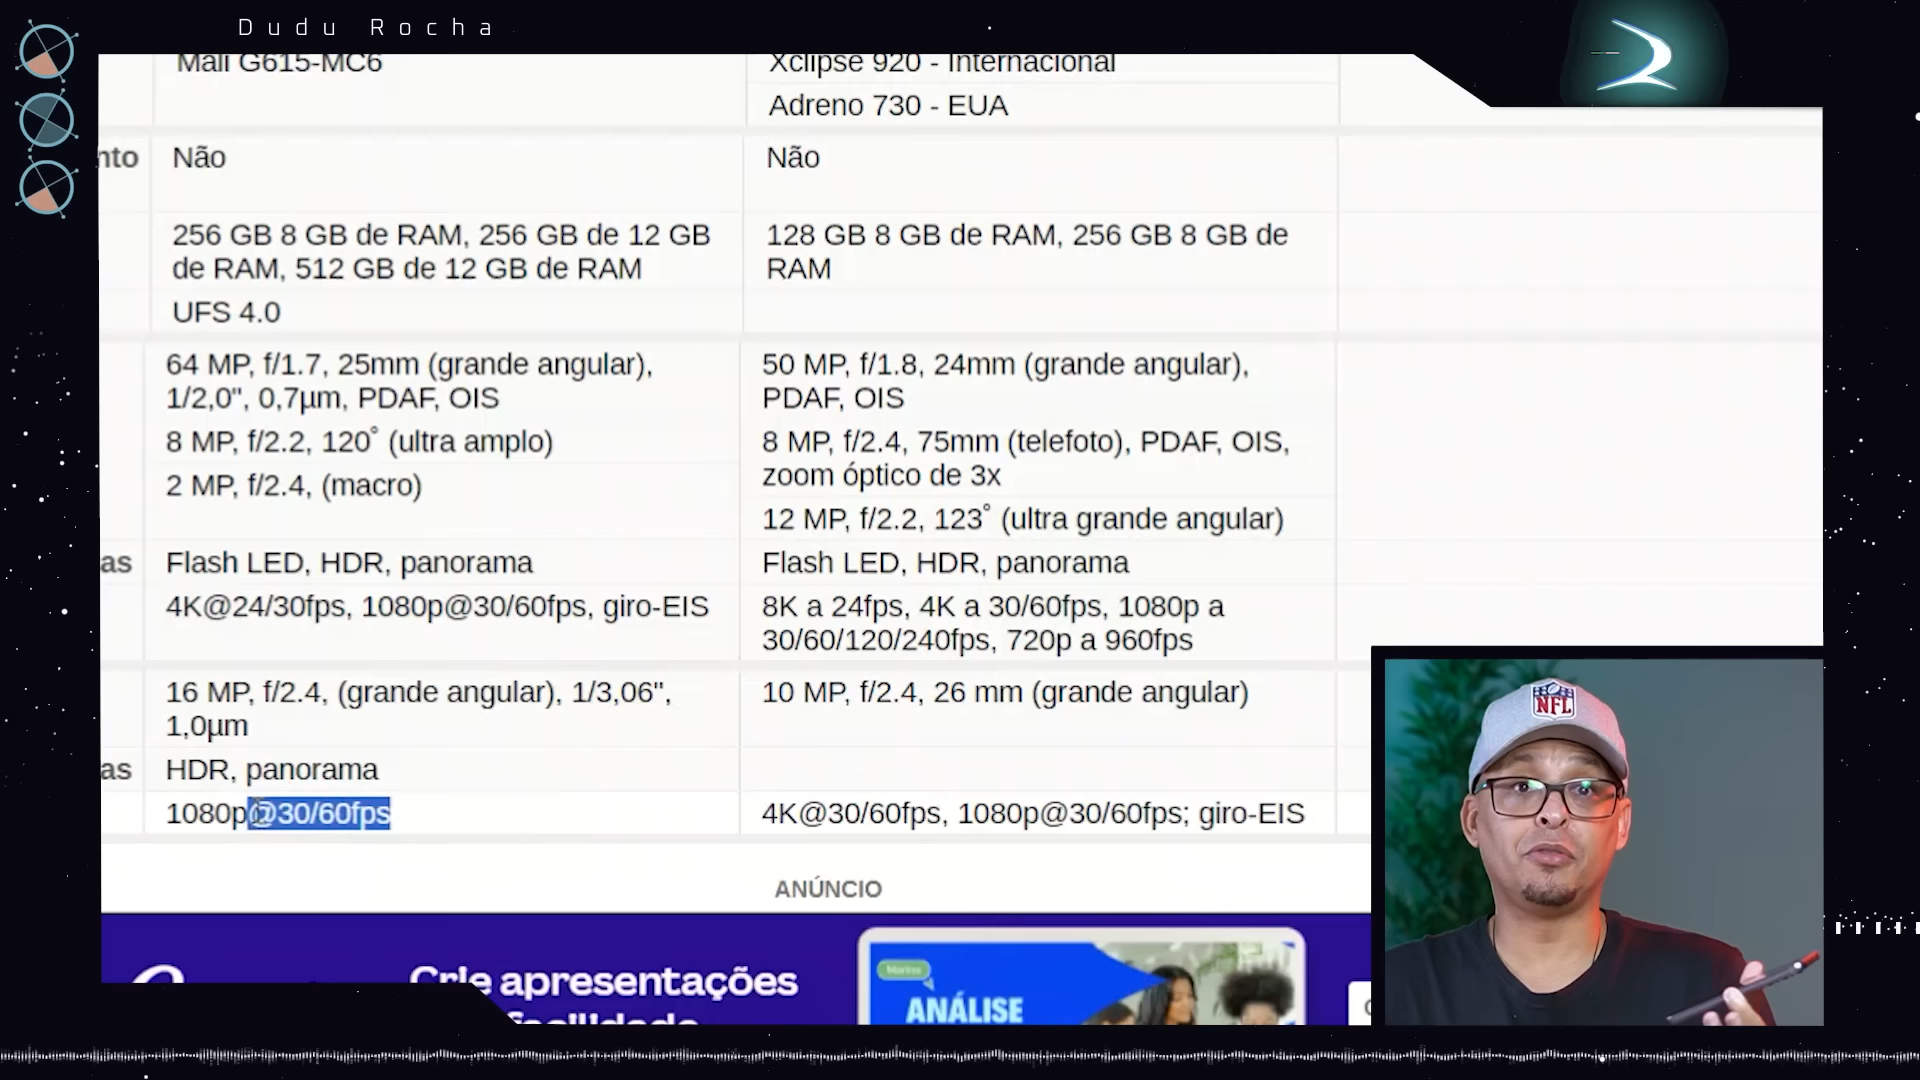 Dudu Rocha
Mali G615-MC6
Xclipse 920 - Internacional
Adreno 730 - EUA
nto
Não
Não
256 GB 8 GB de RAM, 256 GB de 12 GB
de RAM, 512 GB de 12 GB de RAM
128 GB 8 GB de RAM, 256 GB 8 GB de
RAM
UFS 4.0
64 MP, f/1.7, 25mm (grande angular),
1/2,0", 0,7µm, PDAF, OIS
8 MP, f/2.2, 120˚ (ultra amplo)
2 MP, f/2.4, (macro)
50 MP, f/1.8, 24mm (grande angular),
PDAF, OIS
8 MP, f/2.4, 75mm (telefoto), PDAF, OIS,
zoom óptico de 3x
12 MP, f/2.2, 123˚ (ultra grande angular)
as
Flash LED, HDR, panorama
Flash LED, HDR, panorama
4K@24/30fps, 1080p@30/60fps, giro-EIS
8K a 24fps, 4K a 30/60fps, 1080p a
30/60/120/240fps, 720p a 960fps
16 MP, f/2.4, (grande angular), 1/3,06",
1,0µm
10 MP, f/2.4, 26 mm (grande angular)
as
HDR, panorama
1080p@30/60fps
4K@30/60fps, 1080p@30/60fps; giro-EIS
ANÚNCIO
Crie apresentações
facilidade
ANÁLISE
NFL